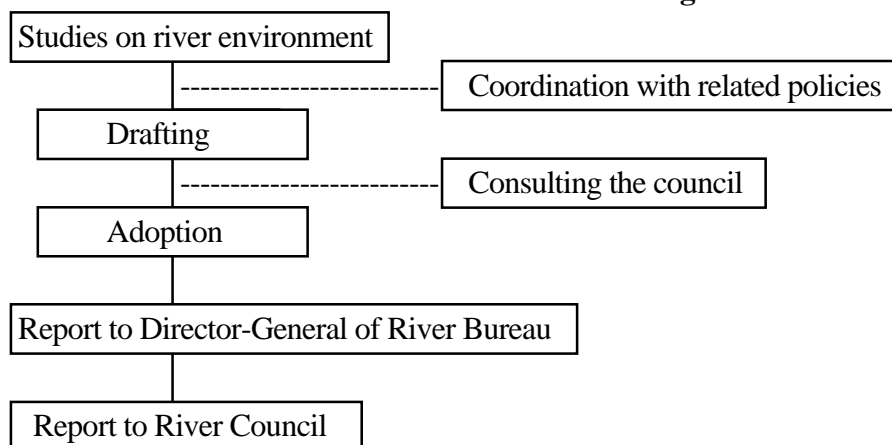 Studies on river environment
Coordination with related policies
Drafting
Consulting the council
Adoption
Report to Director-General of River Bureau
Report to River Council